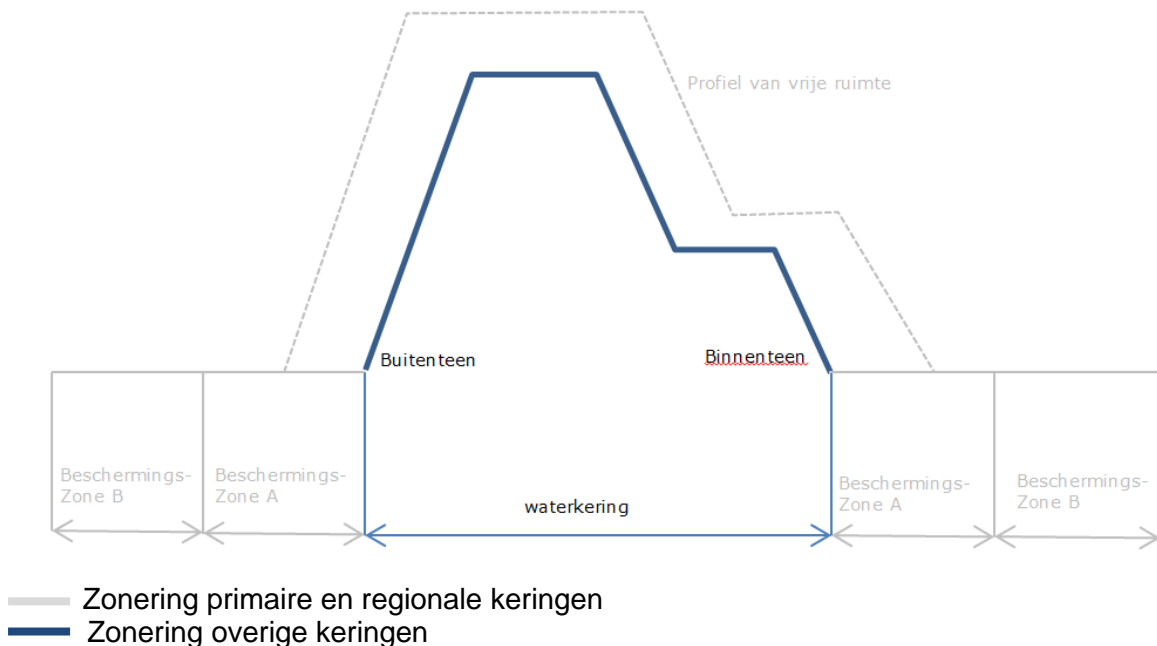 Profiel van vrije ruimte
Buitenteen
Binnenteen
Beschermings-
Zone B
Beschermings-
Zone A
waterkering
Beschermings-
Zone A
Beschermings-
Zone B
Zonering primaire en regionale keringen
Zonering overige keringen